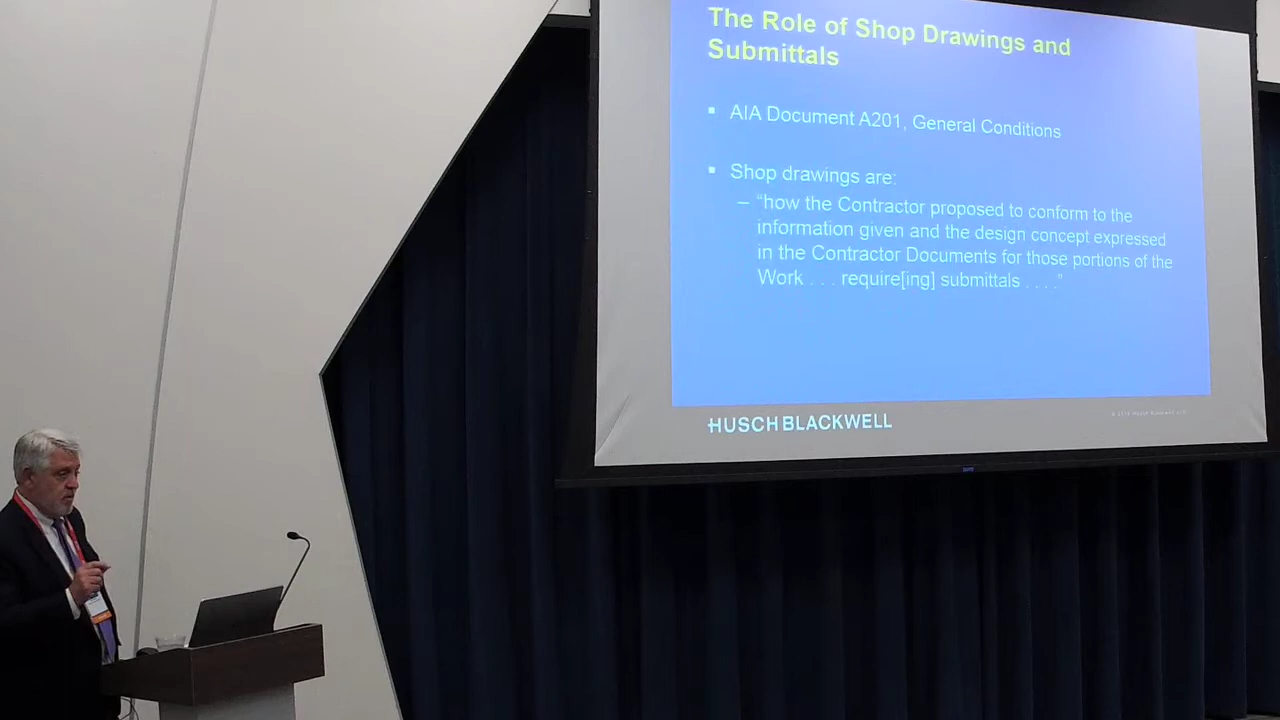 The Role of Shop Drawings and
Submittals
▪ AIA Document A201, General Conditions
▪ Shop drawings are:
– “how the Contractor proposed to conform to the
information given and the design concept expressed
in the Contractor Documents for those portions of the
Work . . . require[ing] submittals . . . .”
HUSCH BLACKWELL